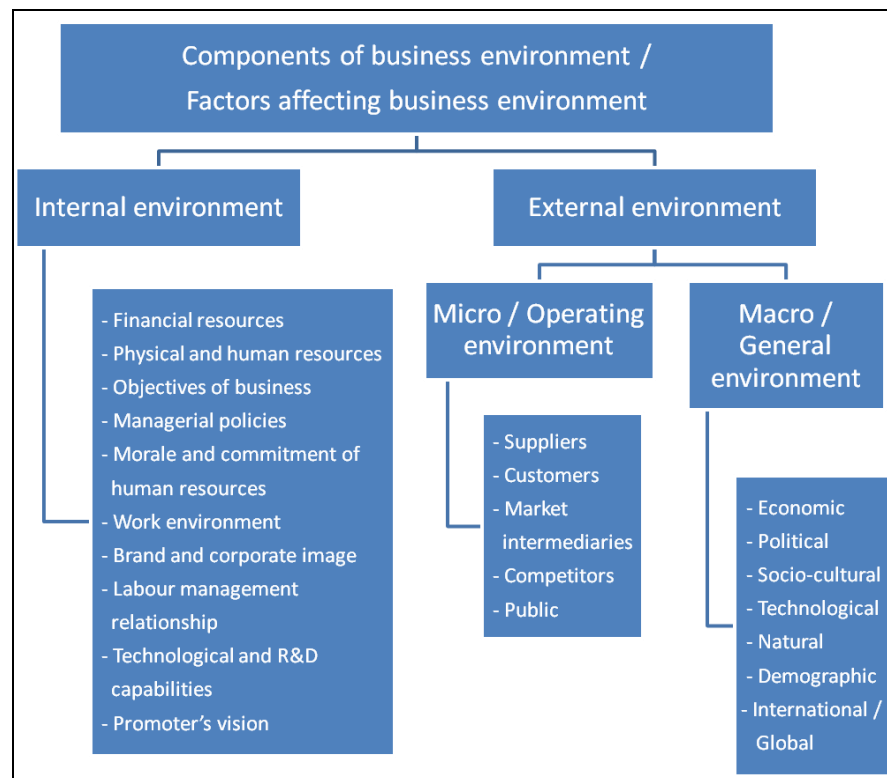 Components of business environment /
Factors affecting business environment
Internal environment
External environment
- Financial resources
- Physical and human resources
- Objectives of business
- Managerial policies
- Morale and commitment of
human resources
- Work environment
- Brand and corporate image
- Labour management
relationship
- Technological and R&D
capabilities
- Promoter's vision
Micro / Operating
environment
- Suppliers
- Customers
- Market
intermediaries
- Competitors
- Public
Macro /
General
environment
- Economic
- Political
- Socio-cultural
- Technological
- Natural
- Demographic
- International /
Global